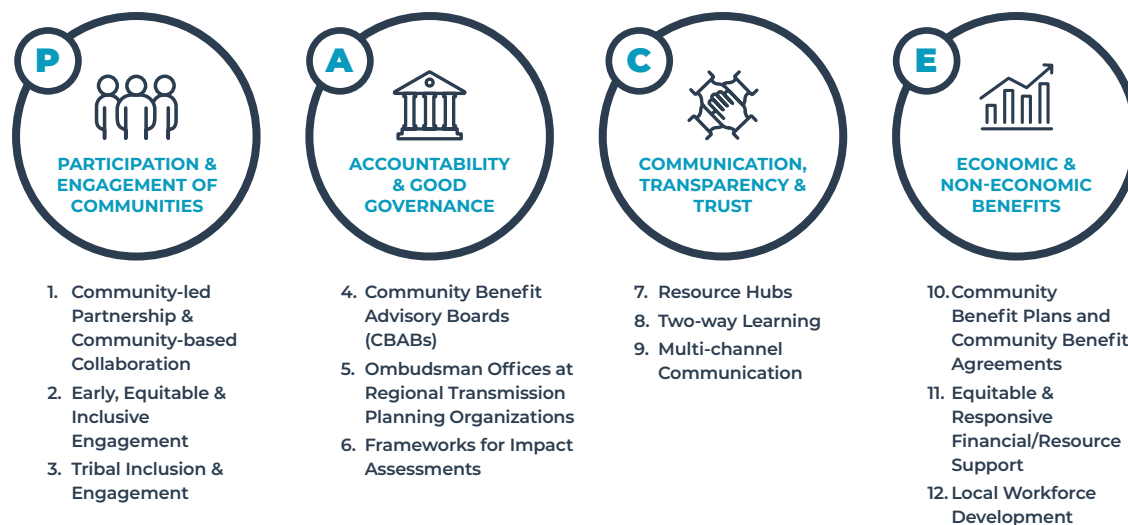 P
PARTICIPATION &
ENGAGEMENT OF
COMMUNITIES
1. Community-led
Partnership &
Community-based
Collaboration
2. Early, Equitable &
Inclusive
Engagement
3. Tribal Inclusion &
Engagement
A
ACCOUNTABILITY
& GOOD
GOVERNANCE
4. Community Benefit
Advisory Boards
(CBABs)
5. Ombudsman Offices at
Regional Transmission
Planning Organizations
6. Frameworks for Impact
Assessments
C
COMMUNICATION,
TRANSPARENCY &
TRUST
7. Resource Hubs
8. Two-way Learning
9. Multi-channel
Communication
E
ECONOMIC &
NON-ECONOMIC
BENEFITS
10. Community
Benefit Plans and
Community Benefit
Agreements
11. Equitable &
Responsive
Financial/Resource
Support
12. Local Workforce
Development